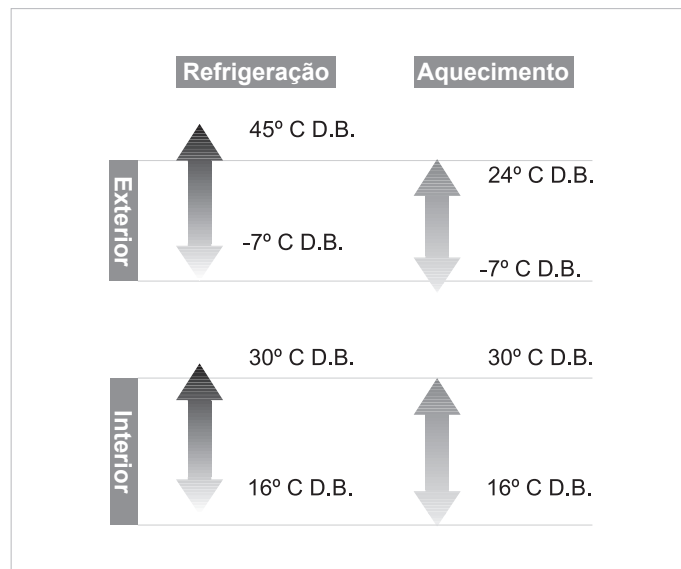 Refrigeração Aquecimento
Exterior
45º C D.B.
24º C D.B.
-7º C D.B.
-7º C D.B.
Interior
30º C D.B. 30º C D.B.
16º C D.B. 16º C D.B.